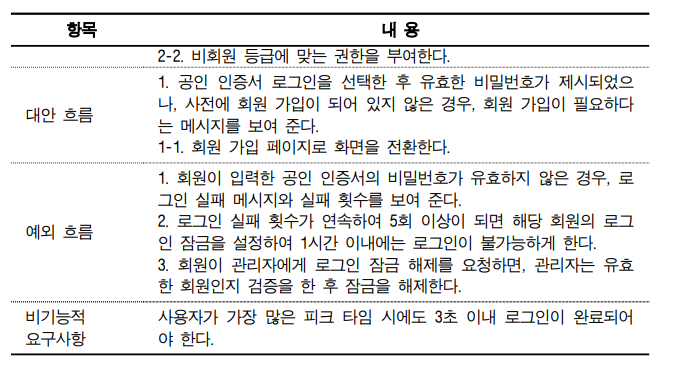 항목 내 용
2-2. 비회원 등급에 맞는 권한을 부여한다.
대안 흐름
1. 공인 인증서 로그인을 선택한 후 유효한 비밀번호가 제시되었으
나, 사전에 회원 가입이 되어 있지 않은 경우, 회원 가입이 필요하다
는 메시지를 보여 준다.
1-1. 회원 가입 페이지로 화면을 전환한다.
예외 흐름
1. 회원이 입력한 공인 인증서의 비밀번호가 유효하지 않은 경우, 로
그인 실패 메시지와 실패 횟수를 보여 준다.
2. 로그인 실패 횟수가 연속하여 5회 이상이 되면 해당 회원의 로그
인 잠금을 설정하여 1시간 이내에는 로그인이 불가능하게 한다.
3. 회원이 관리자에게 로그인 잠금 해제를 요청하면, 관리자는 유효
한 회원인지 검증을 한 후 잠금을 해제한다.
비기능적
요구사항
사용자가 가장 많은 피크 타임 시에도 3초 이내 로그인이 완료되어
야 한다.